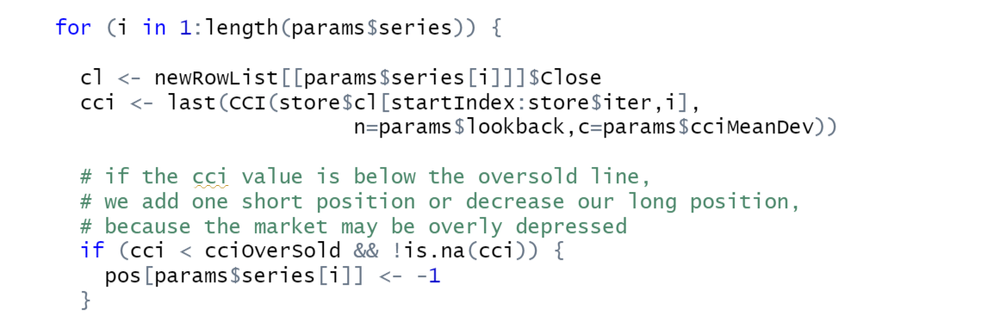 for (i in 1:length(params$series)) {
cl <- newRowList[[params$series[i]]]$Close
cci <- last(CCI(store$cl[startIndex:store$iter,i],
n=params$lookback,c=params$cciMeanDev))
# if the cci value is below the oversold line,
# we add one short position or decrease our long position,
# because the market may be overly depressed
if (cci < cciOverSold && !is.na(cci)) {
pos[params$series[i]] <- -1
}